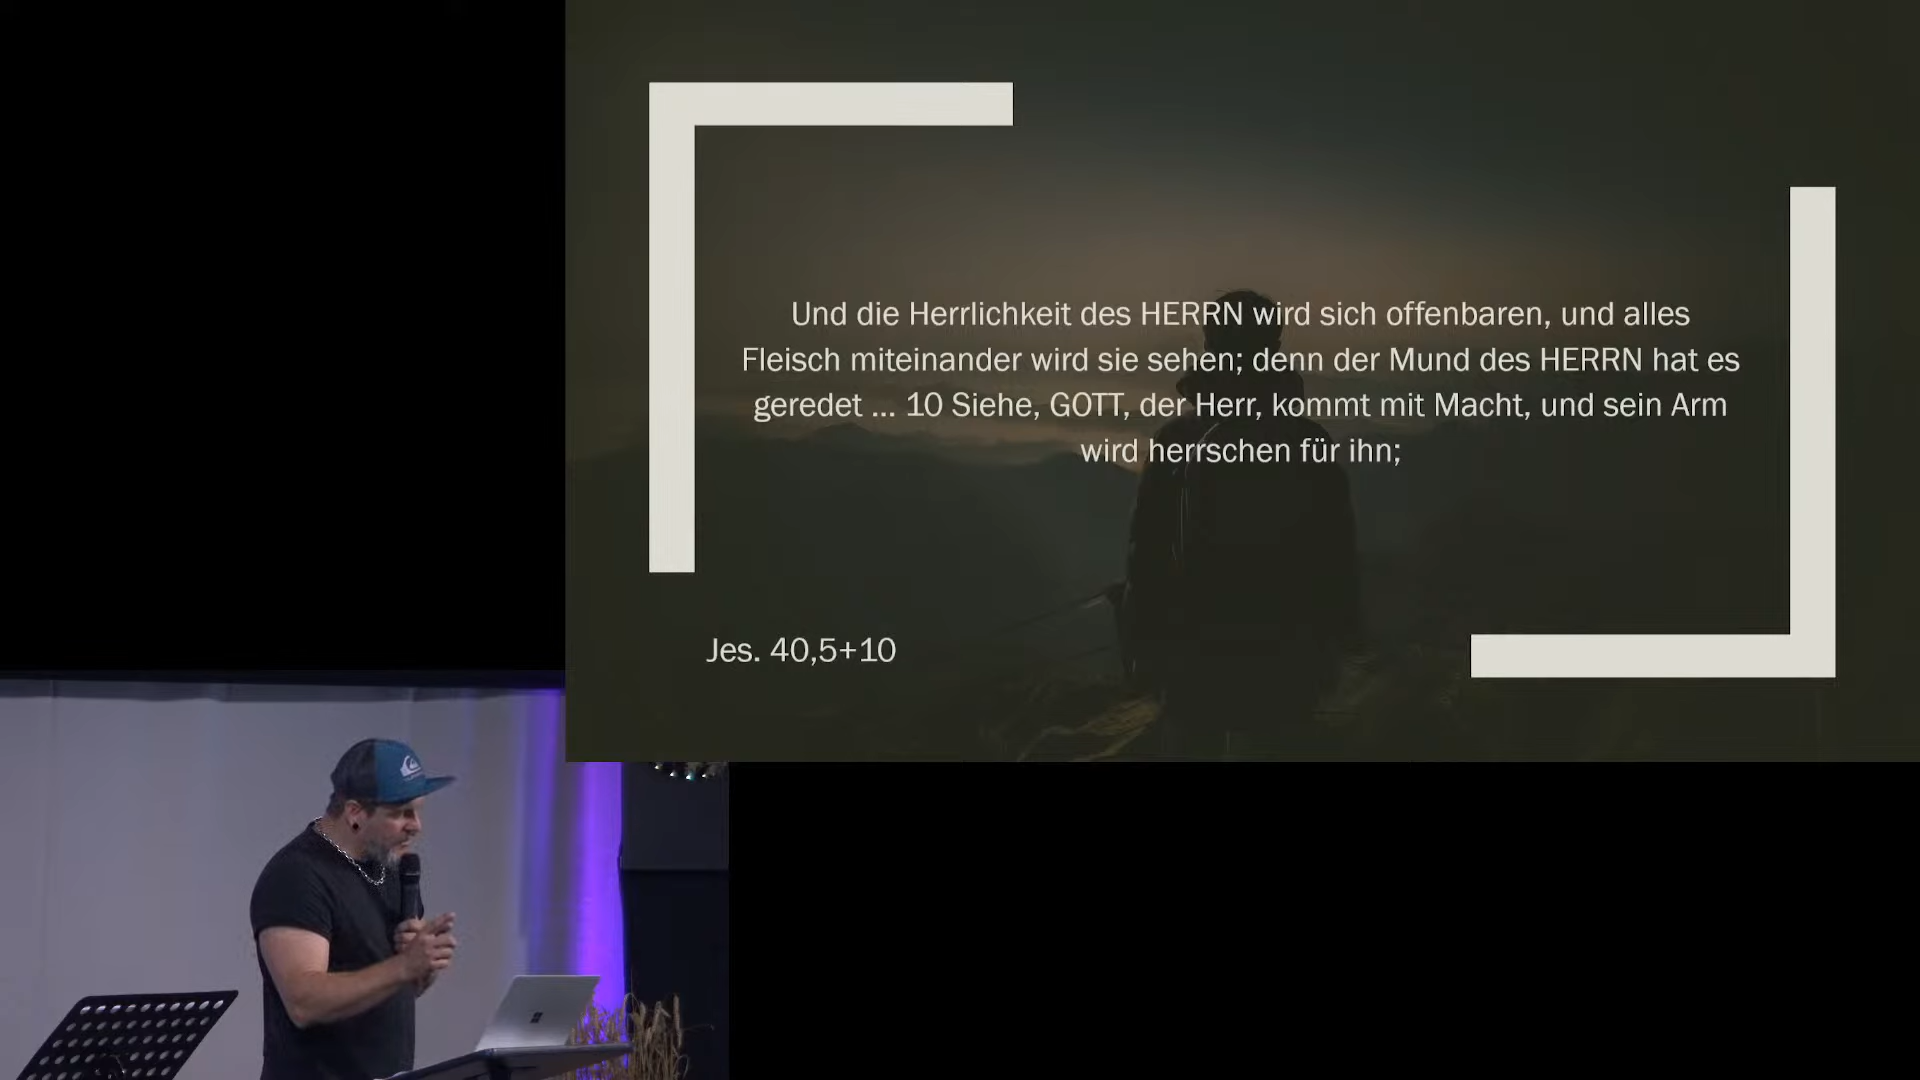 Und die Herrlichkeit des HERRN wird sich offenbaren, und alles
Fleisch miteinander wird sie sehen; denn der Mund des HERRN hat es
geredet ... 10 Siehe, GOTT, der Herr, kommt mit Macht, und sein Arm
wird herrschen für ihn;
Jes. 40,5+10